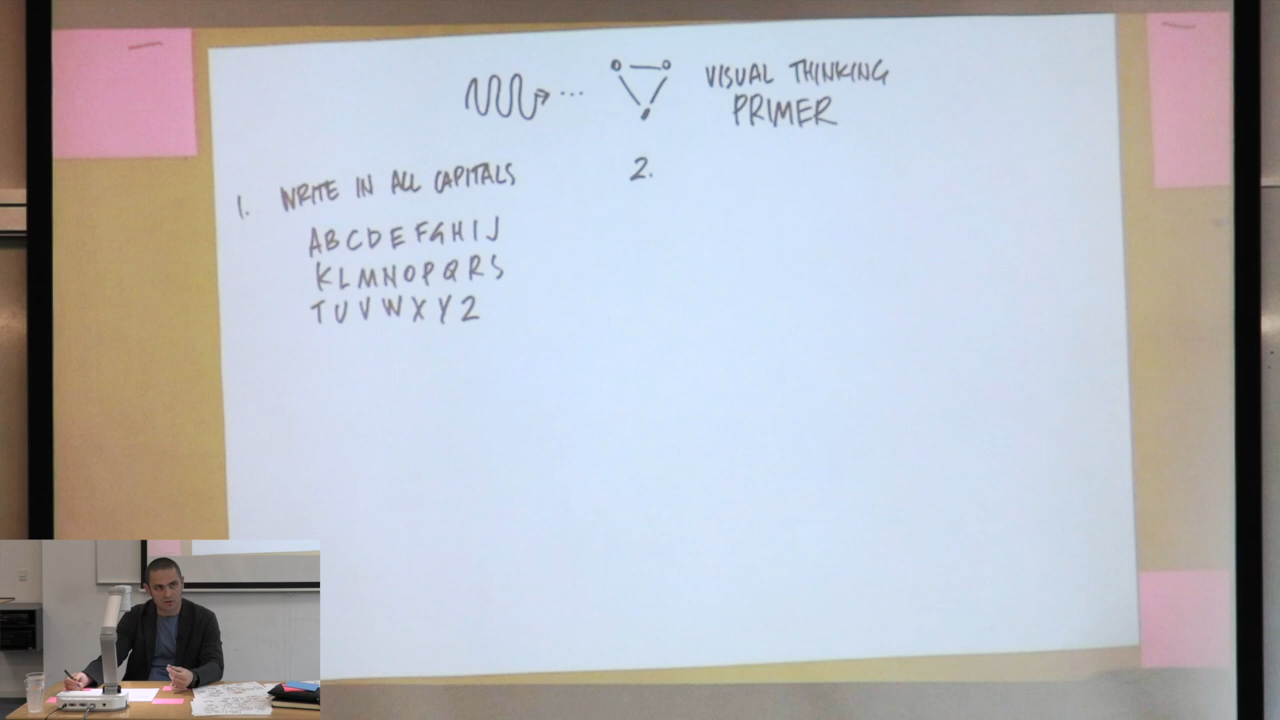 VISUAL THINKING
PRIMER
1. WRITE IN ALL CAPITALS
ABCDEFGHIJ
KLMNOPQRS
TUVWXYZ
2.